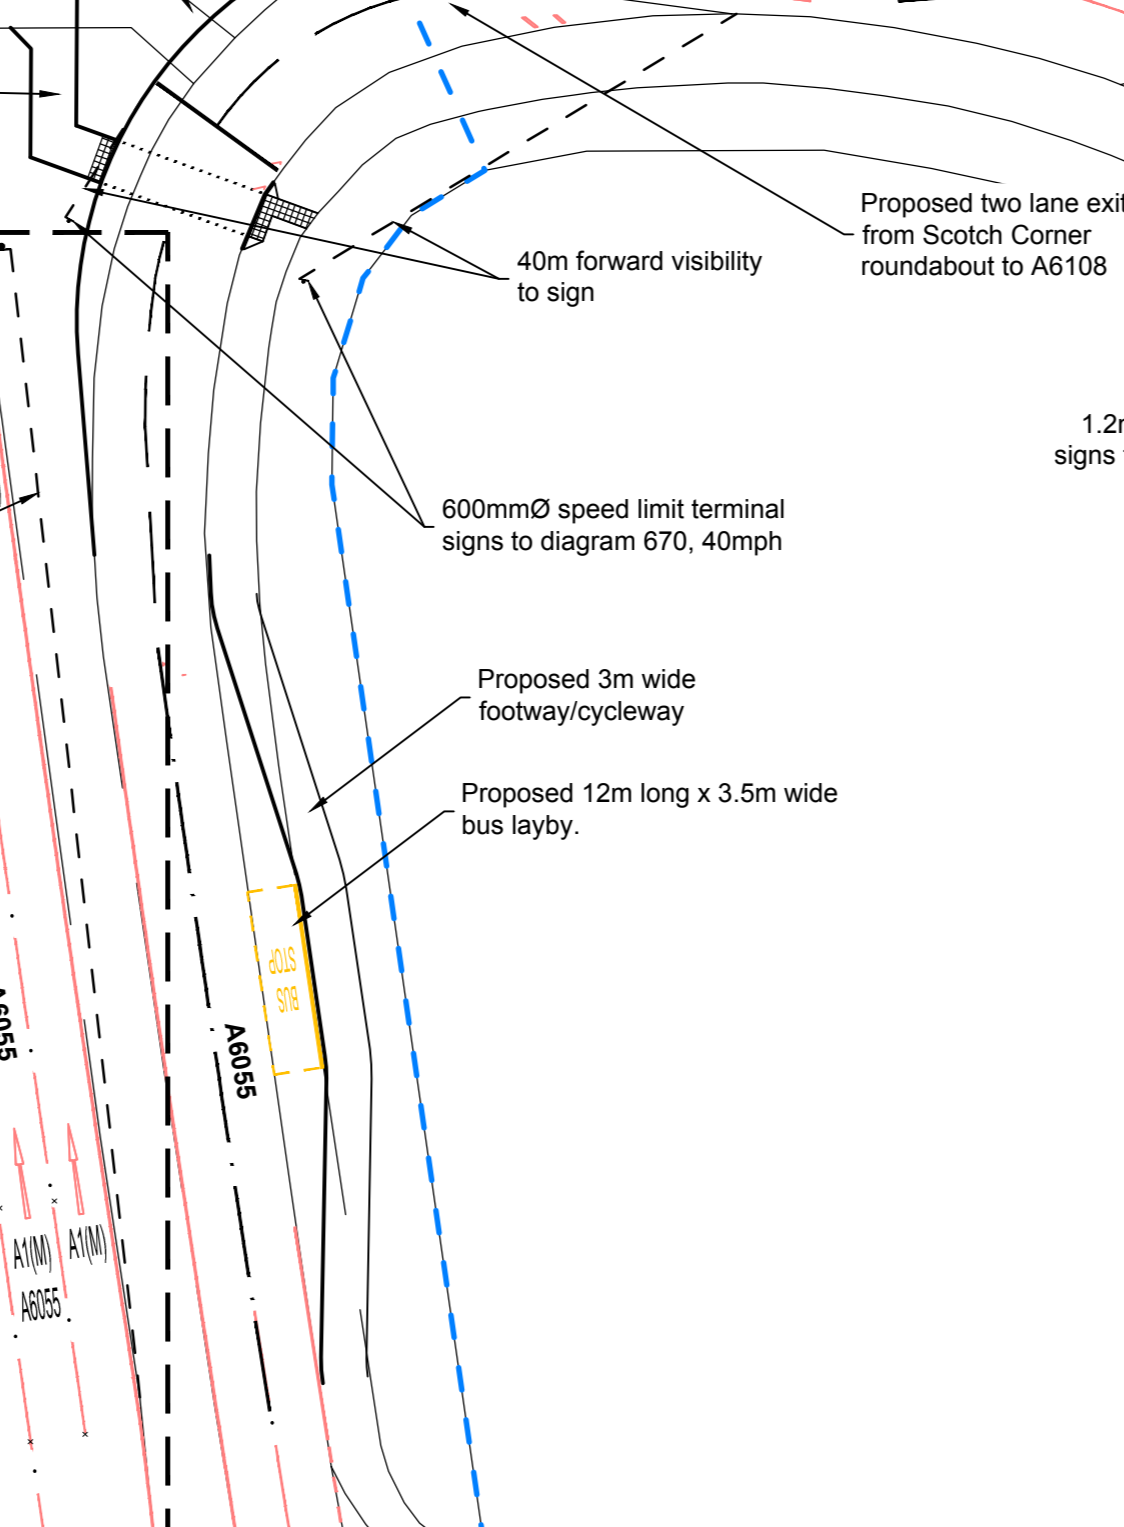 Proposed two lane exit
from Scotch Corner
roundabout to A6108
40m forward visibility
to sign
1.2m
signs
600mmØ speed limit terminal
signs to diagram 670, 40mph
Proposed 3m wide
footway/cycleway
Proposed 12m long x 3.5m wide
bus layby.
BUS
STOP
A6055
A6055
A1(M)
A1(M)
A6055